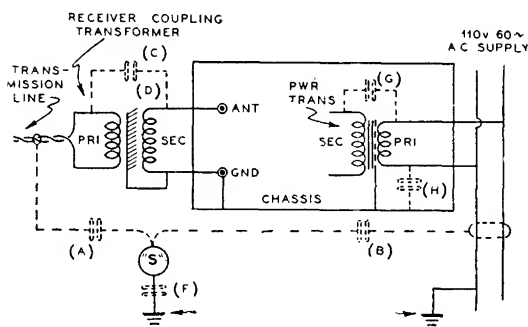 RECEIVER COUPLING
TRANSFORMER
TRANS-
MISSION
LINE
(C)
(D)
PRI
SEC
ANT
GND
CHASSIS
PWR
TRANS
(G)
SEC
PRI
(H)
110V 60~
AC SUPPLY
(A)
(B)
"S"
(F)